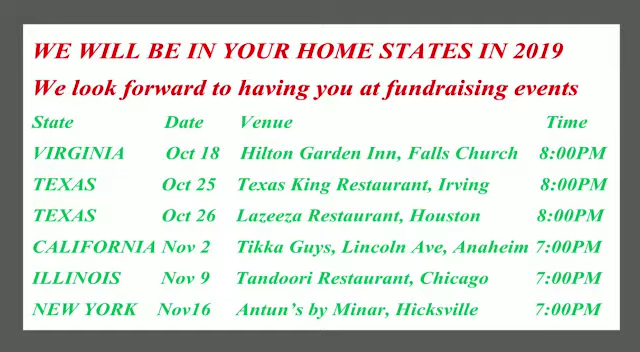 WE WILL BE IN YOUR HOME STATES IN 2019
We look forward to having you at fundraising events
State Date Venue Time
VIRGINIA Oct 18 Hilton Garden Inn, Falls Church 8:00PM
TEXAS Oct 25 Texas King Restaurant, Irving 8:00PM
TEXAS Oct 26 Lazeeza Restaurant, Houston 8:00PM
CALIFORNIA Nov 2 Tikka Guys, Lincoln Ave, Anaheim 7:00PM
ILLINOIS Nov 9 Tandoori Restaurant, Chicago 7:00PM
NEW YORK Nov16 Antun's by Minar, Hicksville 7:00PM